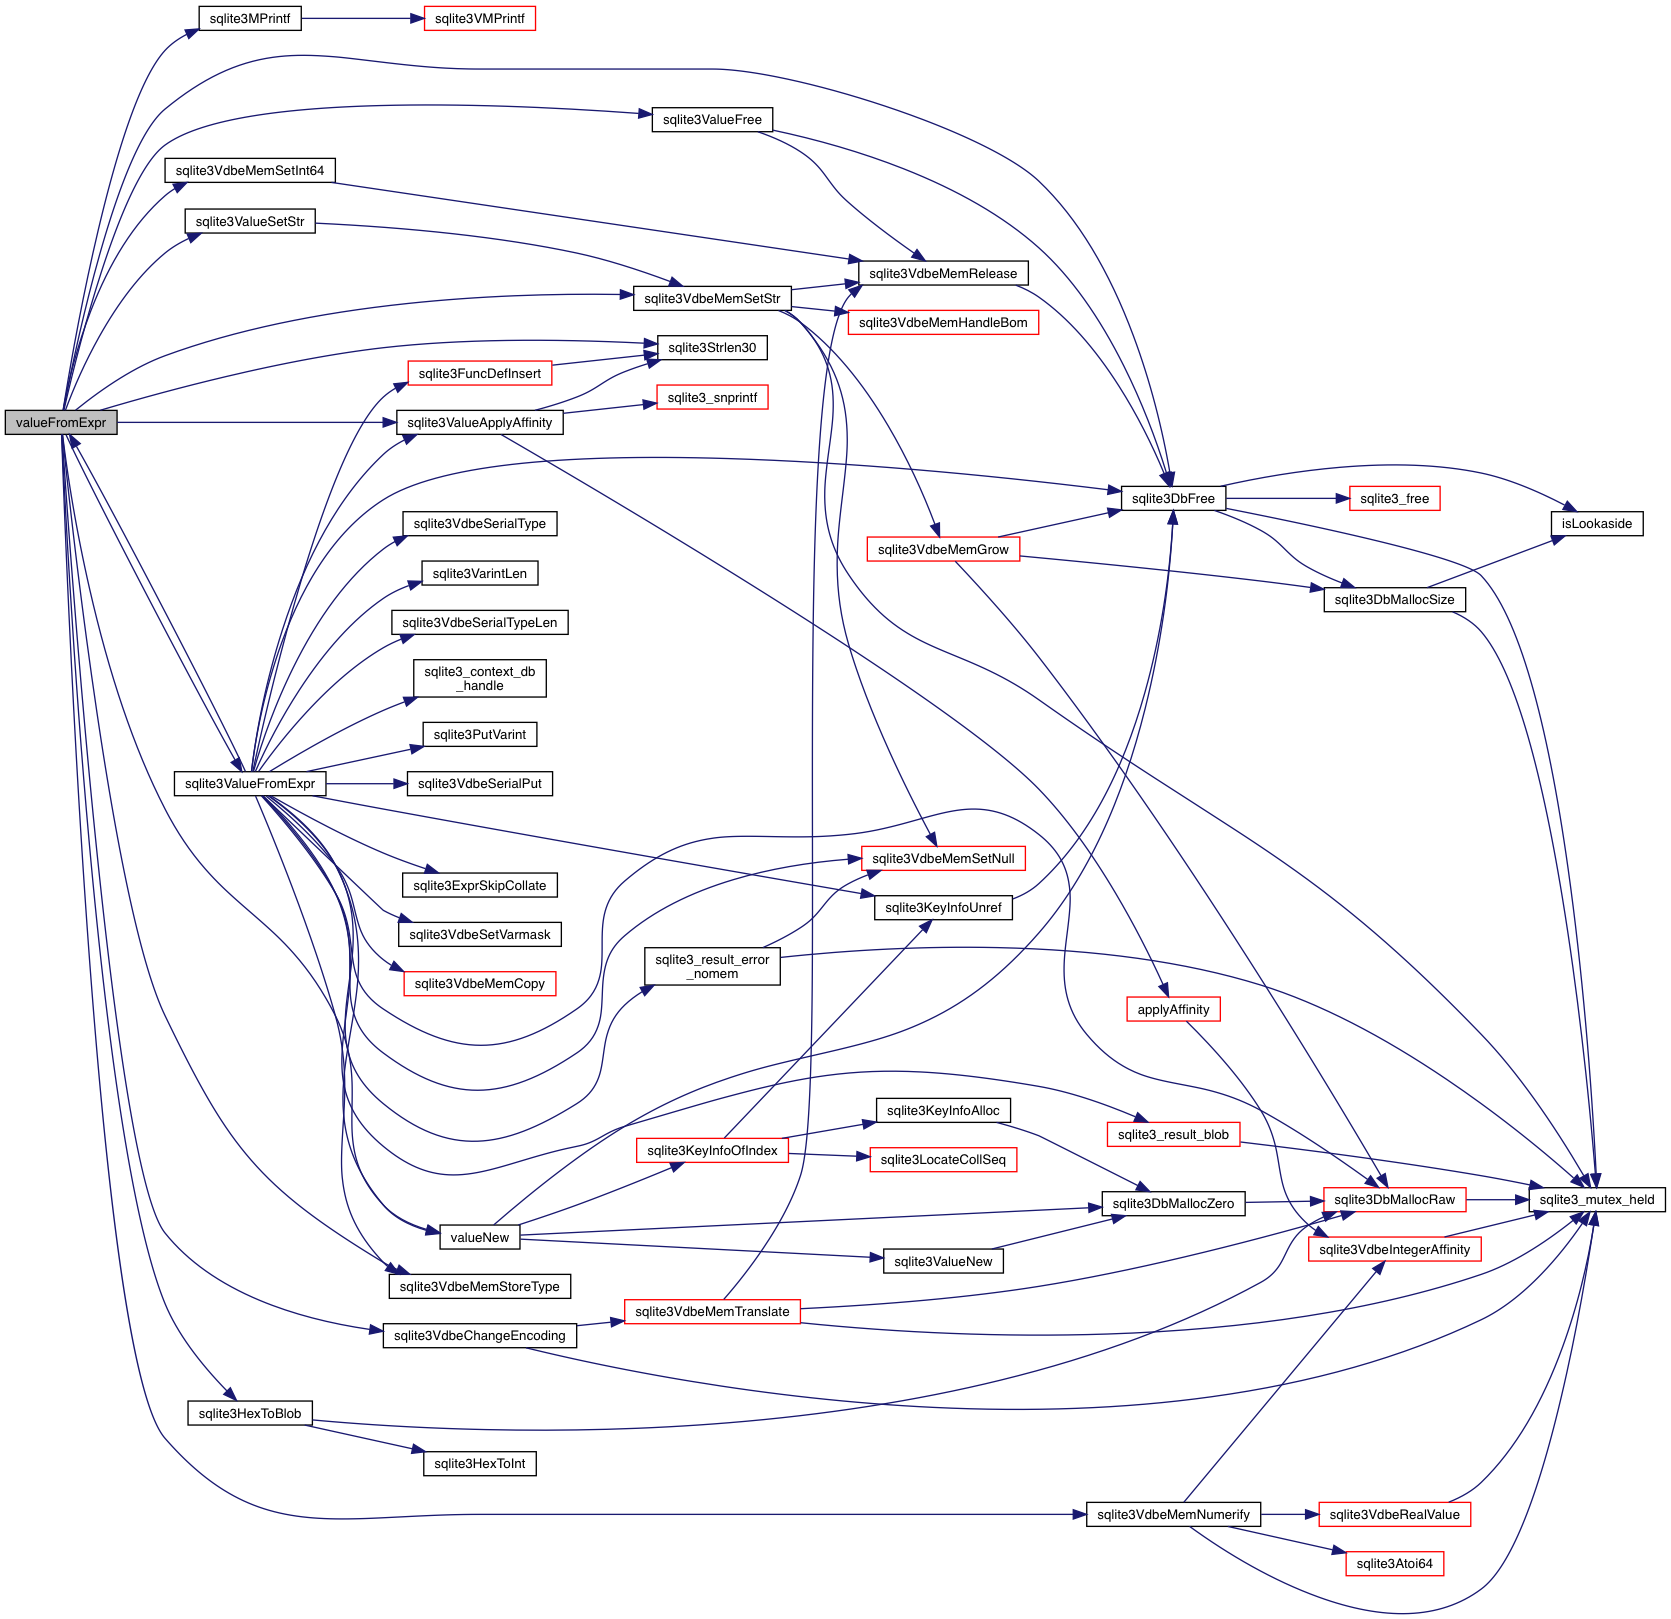 sqlite3MPrintf
sqlite3VMPrintf
sqlite3ValueFree
sqlite3VdbeMemSetInt64
sqlite3ValueSetStr
sqlite3VdbeMemRelease
sqlite3VdbeMemSetStr
sqlite3VdbeMemHandleBom
sqlite3Strlen30
sqlite3FuncDefInsert
sqlite3_snprintf
valueFromExpr
sqlite3ValueApplyAffinity
sqlite3DbFree
sqlite3_free
sqlite3VdbeSerialType
isLookaside
sqlite3VdbeMemGrow
sqlite3VarintLen
sqlite3DbMallocSize
sqlite3VdbeSerialTypeLen
sqlite3_context_db
_handle
sqlite3PutVarint
sqlite3ValueFromExpr
sqlite3VdbeSerialPut
sqlite3VdbeMemSetNull
sqlite3ExprSkipCollate
sqlite3KeyInfoUnref
sqlite3VdbeSetVarmask
sqlite3_result_error
_nomem
sqlite3VdbeMemCopy
applyAffinity
sqlite3KeyInfoAlloc
sqlite3_result_blob
sqlite3KeyInfoOfIndex
sqlite3LocateCollSeq
sqlite3DbMallocZero
sqlite3DbMallocRaw
sqlite3_mutex_held
valueNew
sqlite3VdbeIntegerAffinity
sqlite3ValueNew
sqlite3VdbeMemStoreType
sqlite3VdbeMemTranslate
sqlite3VdbeChangeEncoding
sqlite3HexToBlob
sqlite3HexToInt
sqlite3VdbeMemNumerify
sqlite3VdbeRealValue
sqlite3Atoi64